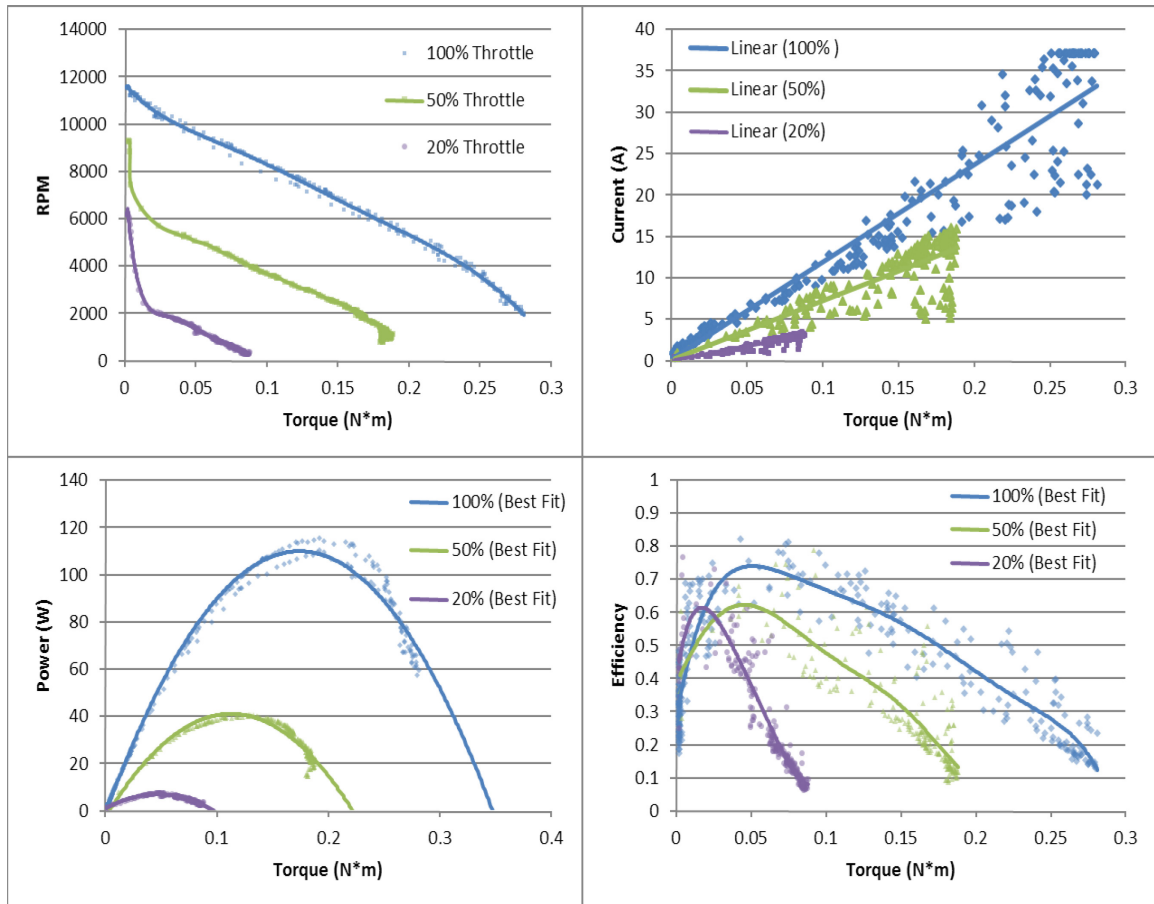 14000
12000
10000
8000
6000
4000
2000
0
RPM
100% Throttle
50% Throttle
20% Throttle
0 0.05 0.1 0.15 0.2 0.25 0.3
Torque (N*m)
40
35
30
25
20
15
10
5
0
Current (A)
Linear (100% )
Linear (50%)
Linear (20%)
0 0.05 0.1 0.15 0.2 0.25 0.3
Torque (N*m)
140
120
100
80
60
40
20
0
Power (W)
100% (Best Fit)
50% (Best Fit)
20% (Best Fit)
0 0.1 0.2 0.3 0.4
Torque (N*m)
1
0.9
0.8
0.7
0.6
0.5
0.4
0.3
0.2
0.1
0
Efficiency
100% (Best Fit)
50% (Best Fit)
20% (Best Fit)
0 0.05 0.1 0.15 0.2 0.25 0.3
Torque (N*m)